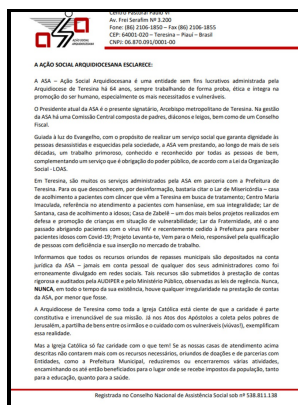 Centro Pastoral Paulo VI
Av. Frei Serafim Nº 3.200
Fone: (86) 2106-1850 – Fax (86) 2106-1855
CEP: 64001-020 – Teresina – Piauí – Brasil
CNPJ: 06.870.091/0001-00
AÇÃO SOCIAL
ARQUIDIOCESANA
A AÇÃO SOCIAL ARQUIDIOCESANA ESCLARECE:
A ASA – Ação Social Arquidiocesana é uma entidade sem fins lucrativos administrada pela
Arquidiocese de Teresina há 64 anos, sempre trabalhando de forma proba, ética e íntegra na
promoção do ser humano, especialmente os mais necessitados e vulneráveis.
O Presidente atual da ASA é o presente signatário, Arcebispo metropolitano de Teresina. Na gestão
da ASA há uma Comissão Central composta de padres, diáconos e leigos, bem como de um Conselho
Fiscal.
Guiada à luz do Evangelho, com o propósito de realizar um serviço social que garanta dignidade às
pessoas desassistidas e esquecidas pela sociedade, a ASA vem prestando, ao longo de mais de seis
décadas, um trabalho primoroso, conhecido e reconhecido por todas as pessoas de bem,
complementando um serviço que é obrigação do poder público, de acordo com a Lei da Organização
Social - LOAS.
Em Teresina, são muitos os serviços administrados pela ASA em parceria com a Prefeitura de
Teresina. Para os que desconhecem, por desinformação, bastaria citar o Lar de Misericórdia – casa
de acolhimento a pacientes com câncer que vêm a Teresina em busca de tratamento; Centro Maria
Imaculada, referência no atendimento a pacientes com hanseníase, em sua integralidade; Lar de
Santana, casa de acolhimento a idosos; Casa de Zabelê – um dos mais belos projetos realizados em
defesa e promoção de crianças em situação de vulnerabilidade; Lar da Fraternidade, até o ano
passado abrigando pacientes com o vírus HIV e recentemente cedido à Prefeitura para receber
pacientes idosos com Covid-19; Projeto Levanta-te, Vem para o Meio, responsável pela qualificação
de pessoas com deficiência e sua inserção no mercado de trabalho.
Informamos que todos os recursos oriundos de repasses municipais são depositados na conta
jurídica da ASA – jamais em conta pessoal de qualquer dos seus administradores como foi
erroneamente divulgado em redes sociais. Tais recursos são submetidos à prestação de contas
rigorosa e auditados pela AUDIPER e pelo Ministério Público, observadas as leis de regência. Nunca,
NUNCA, em todo o tempo da sua existência, houve qualquer irregularidade na prestação de contas
da ASA, por menor que fosse.
A Arquidiocese de Teresina como toda a Igreja Católica está ciente de que a caridade é parte
constitutiva e irrenunciável de sua missão. Já nos Atos dos Apóstolos a coleta pelos pobres de
Jerusalém, a partilha de bens entre os irmãos e o cuidado com os vulneráveis (viúvas!), exemplificam
essa realidade.
Mas a Igreja Católica só faz caridade com o que tem! Se as nossas casas de atendimento acima
descritas não contarem mais com os recursos necessários, oriundos de doações e de parcerias com
Entidades, como a Prefeitura Municipal, reduziremos ou encerraremos várias atividades,
encaminhando os até então beneficiados para o lugar onde se recebe impostos da população, tanto
para a educação, quanto para a saúde.
Registrada no Conselho Nacional de Assistência Social sob nº 538.811.138